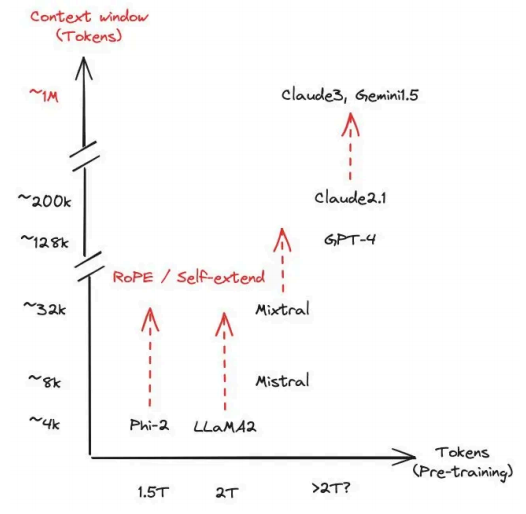 Context window
(Tokens)
~1M
Claude3, Gemini1.5
~200k
Claude2.1
~128k
GPT-4
RoPE / Self-extend
~32k
Mixtral
~8k
Mistral
~4k
Phi-2
LLaMA2
Tokens
(Pre-training)
1.5T
2T
>2T?